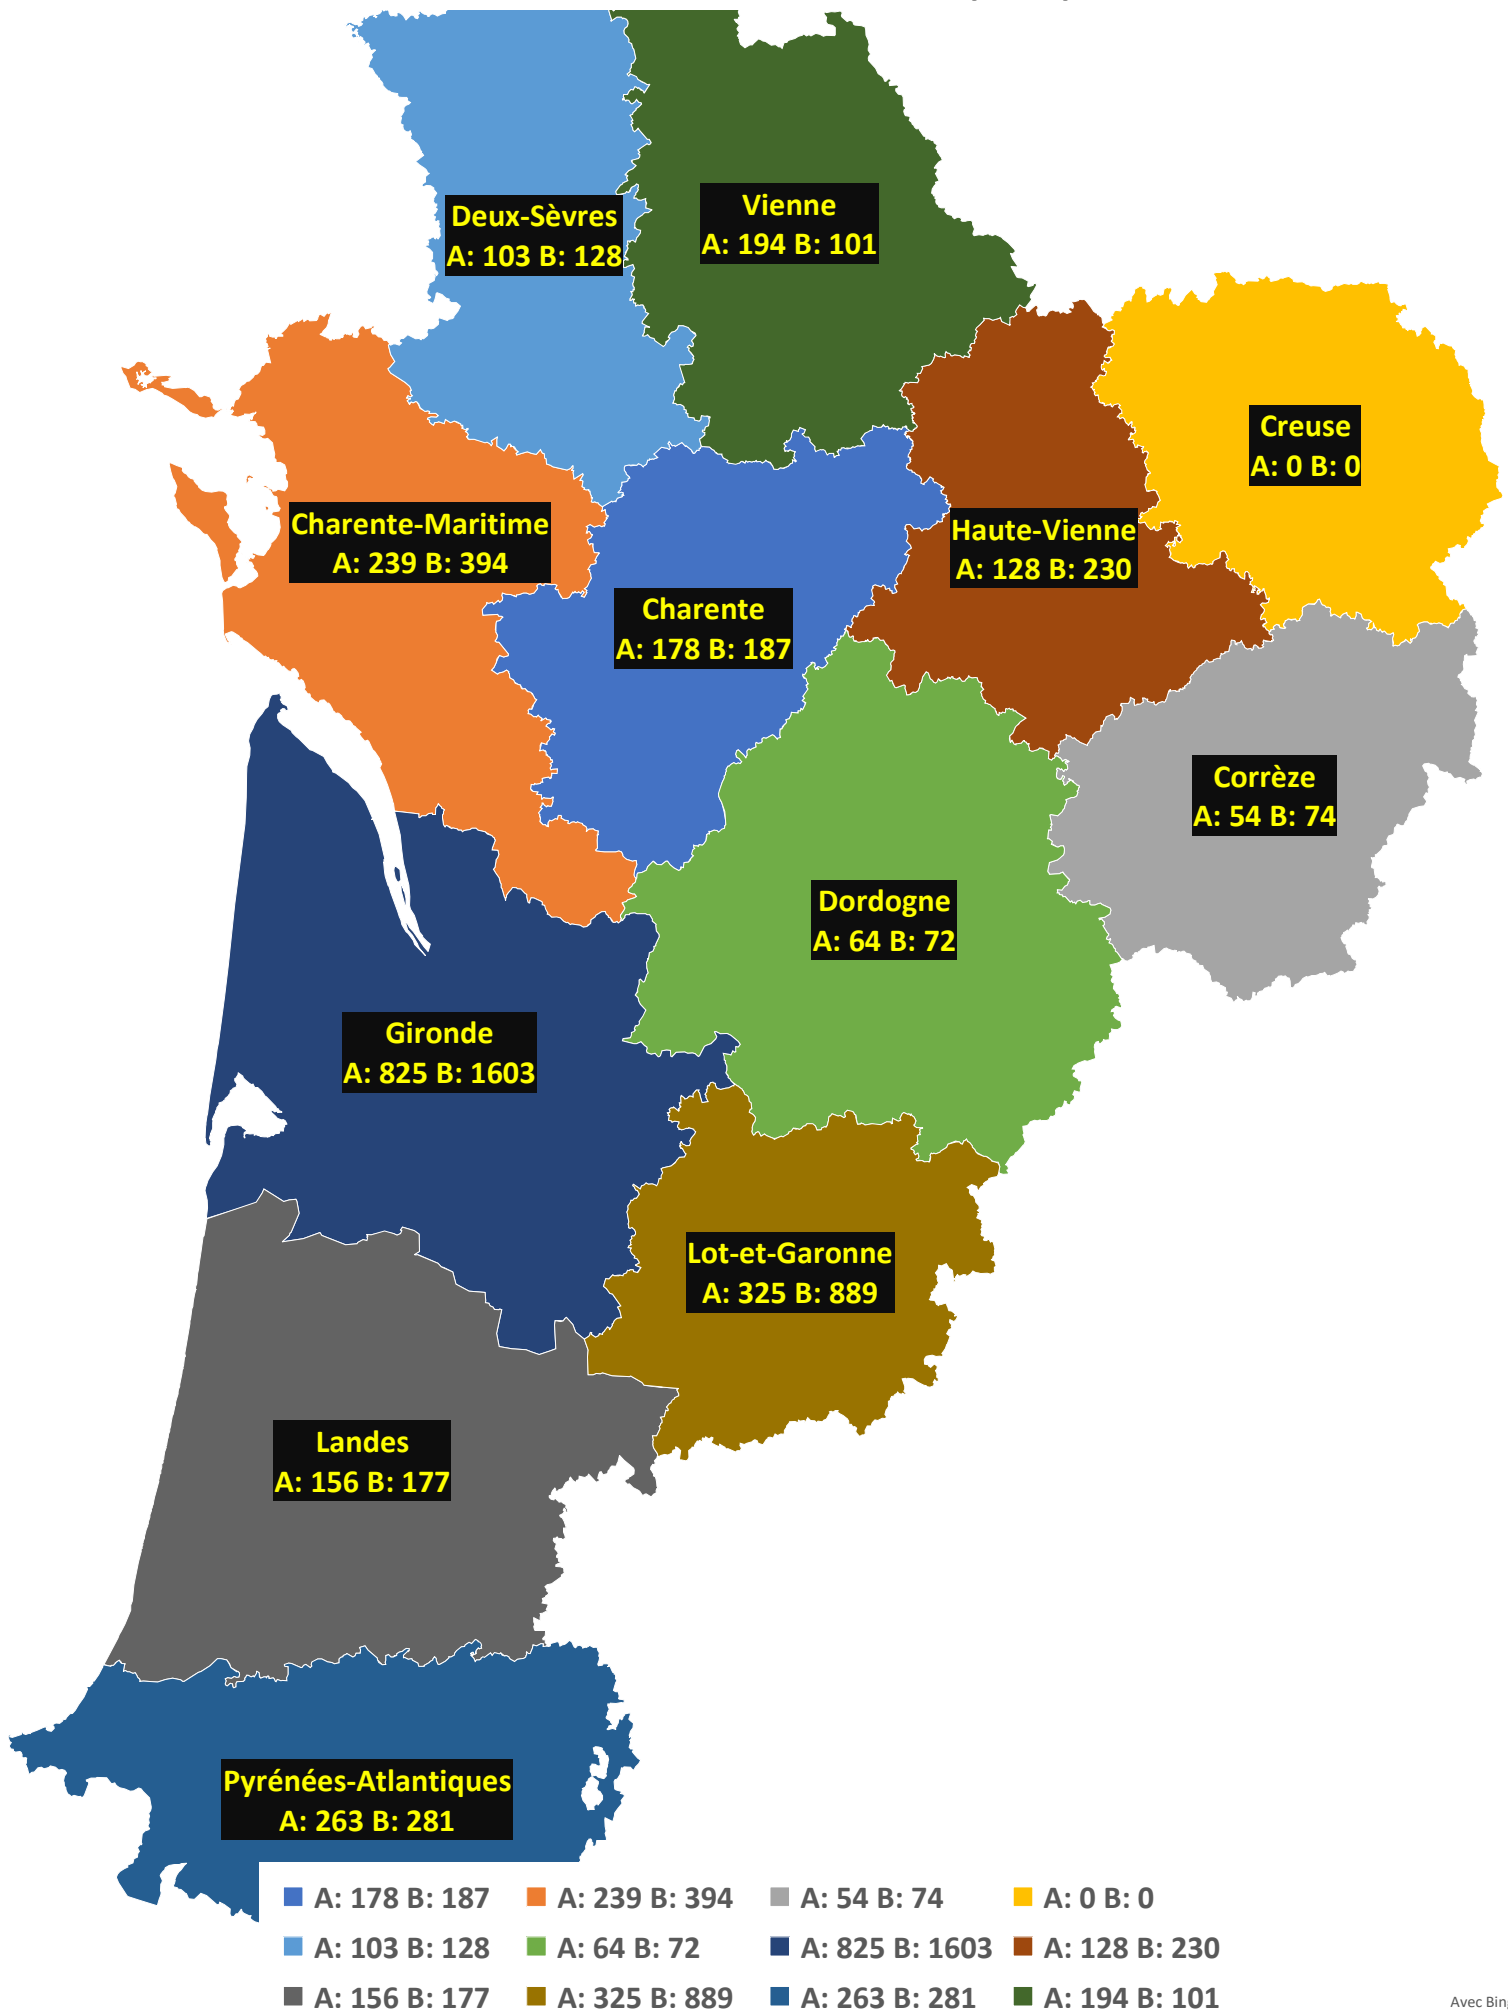 Deux-Sèvres
A: 103 B: 128
Vienne
A: 194 B: 101
Creuse
A: 0 B: 0
Charente-Maritime
A: 239 B: 394
Haute-Vienne
A: 128 B: 230
Charente
A: 178 B: 187
Corrèze
A: 54 B: 74
Dordogne
A: 64 B: 72
Gironde
A: 825 B: 1603
Lot-et-Garonne
A: 325 B: 889
Landes
A: 156 B: 177
Pyrénées-Atlantiques
A: 263 B: 281
A: 178 B: 187 A: 239 B: 394 A: 54 B: 74 A: 0 B: 0
A: 103 B: 128 A: 64 B: 72 A: 825 B: 1603 A: 128 B: 230
A: 156 B: 177 A: 325 B: 889 A: 263 B: 281 A: 194 B: 101
Avec Bin